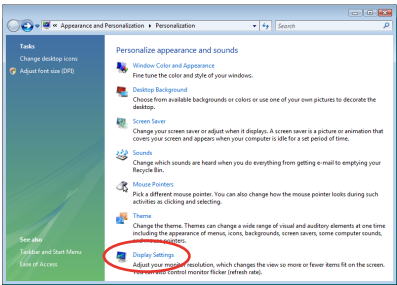 « Appearance and Personalization ▸ Personalization
Search
Tasks
Change desktop icons
Adjust font size (DPI)
Personalize appearance and sounds
Window Color and Appearance
Fine tune the color and style of your windows.
Desktop Background
Choose from available backgrounds or colors or use one of your own pictures to decorate the
desktop.
Screen Saver
Change your screen saver or adjust when it displays. A screen saver is a picture or animation that
covers your screen and appears when your computer is idle for a set period of time.
Sounds
Change which sounds are heard when you do everything from getting e-mail to emptying your
Recycle Bin.
Mouse Pointers
Pick a different mouse pointer. You can also change how the mouse pointer looks during such
activities as clicking and selecting.
Theme
Change the theme. Themes can change a wide range of visual and auditory elements at one time
including the appearance of menus, icons, backgrounds, screen savers, some computer sounds,
and mouse pointers.
Display Settings
Adjust your monitor resolution, which changes the view so more or fewer items fit on the screen.
You can also control monitor flicker (refresh rate).
See also
Taskbar and Start Menu
Ease of Access